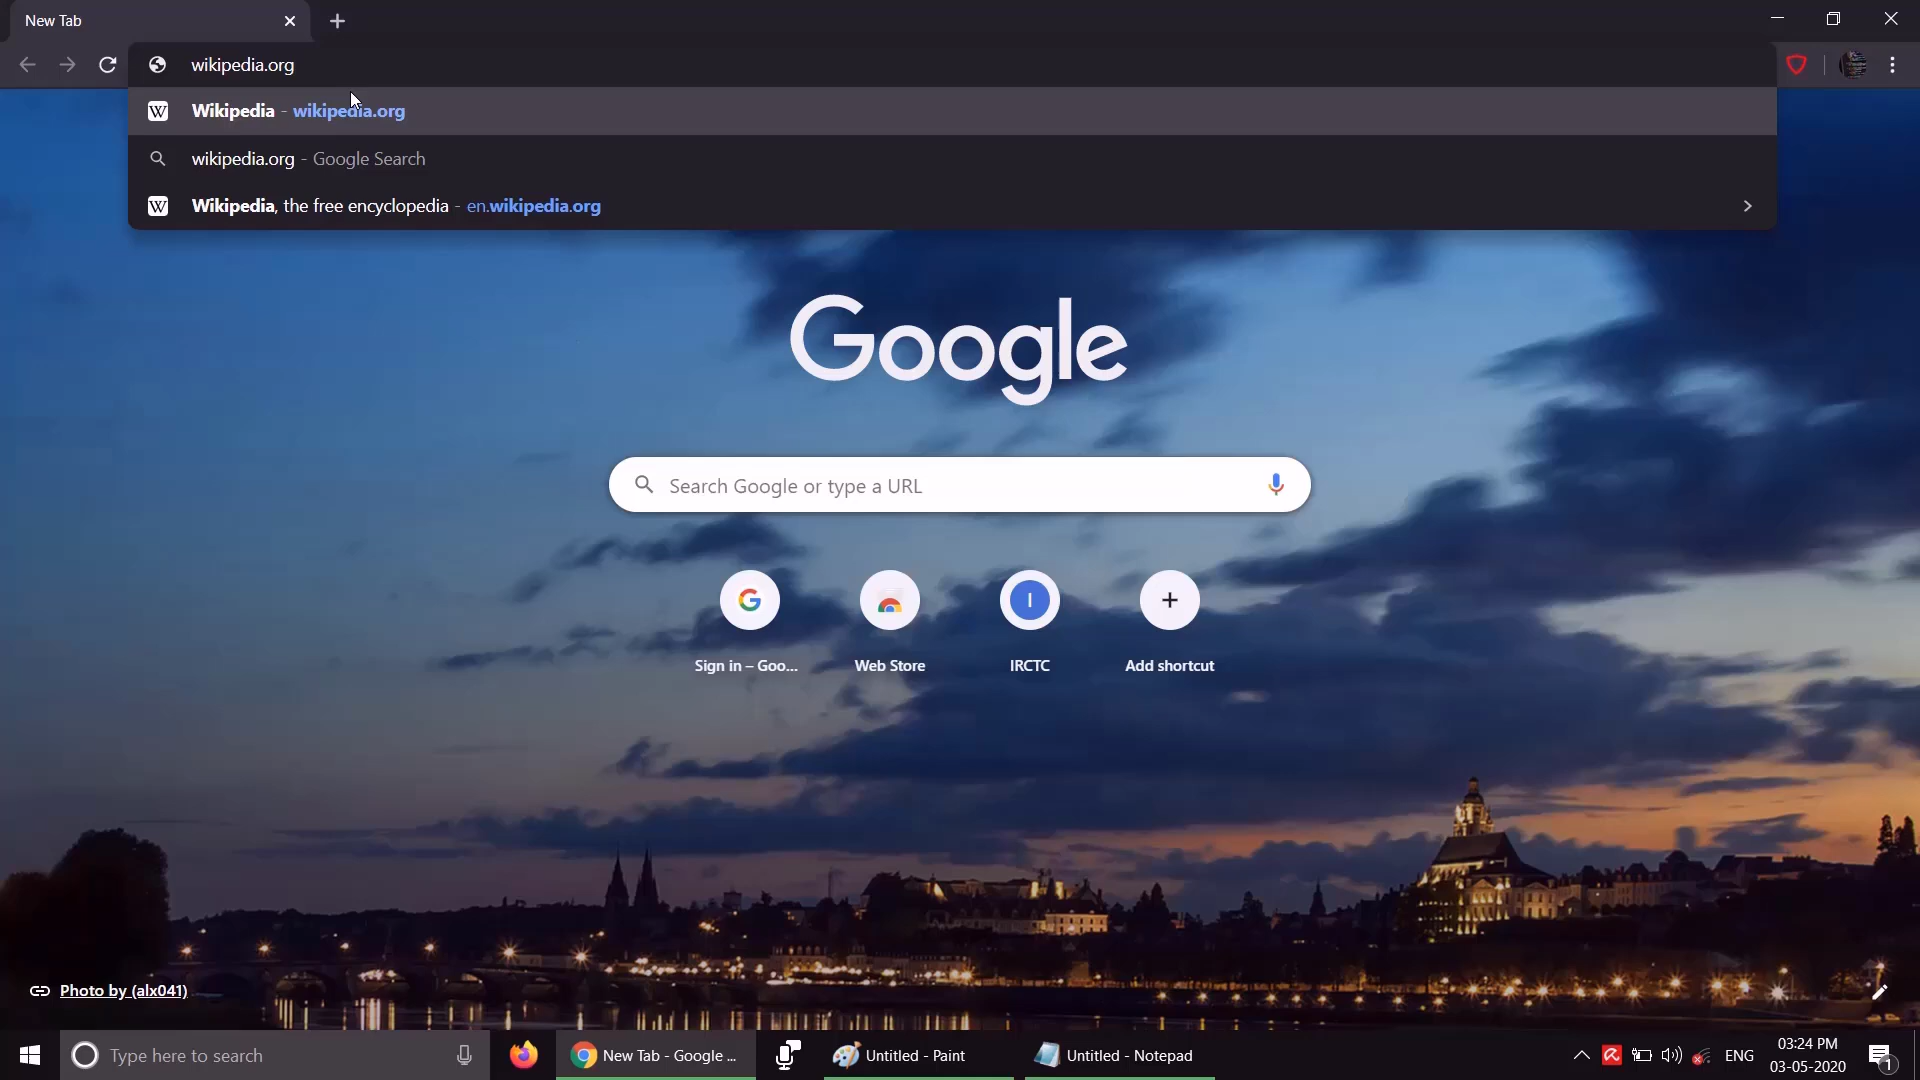 New Tab
wikipedia.org
Wikipedia - wikipedia.org
wikipedia.org - Google Search
Wikipedia, the free encyclopedia - en.wikipedia.org
Google
Search Google or type a URL
G
I
Sign in – Goo...
Web Store
IRCTC
Add shortcut
Photo by (alx041)
Type here to search
New Tab - Google ...
Untitled - Paint
Untitled - Notepad
ENG
03:24 PM
03-05-2020
1